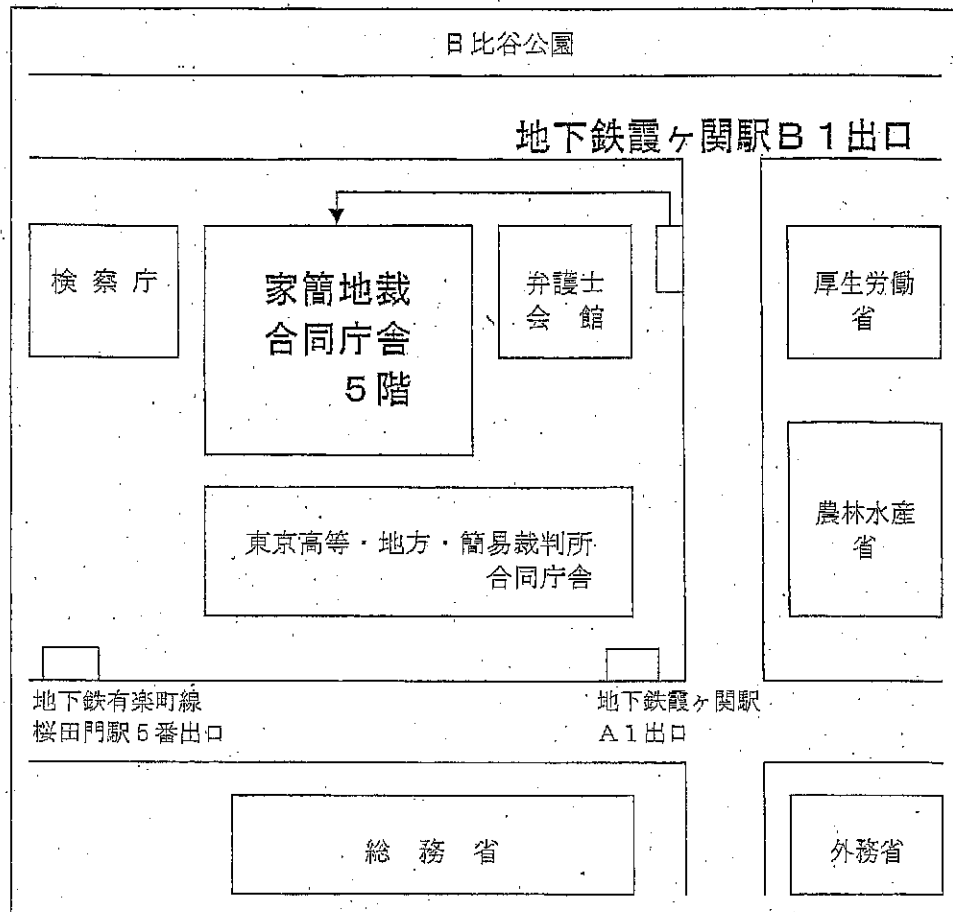 日比谷公園
地下鉄霞ヶ関駅B1出口
検察庁
家簡地裁
合同庁舎
5階
弁護士
会館
厚生労働
省
東京高等・地方・簡易裁判所
合同庁舎
農林水産
省
地下鉄有楽町線
桜田門駅5番出口
地下鉄霞ヶ関駅
A1出口
総務省
外務省